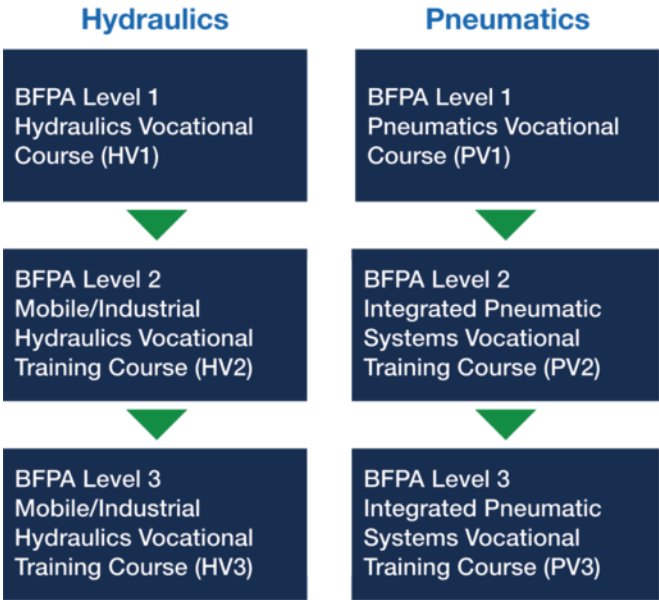 Hydraulics
BFPA Level 1
Hydraulics Vocational
Course (HV1)
BFPA Level 2
Mobile/Industrial
Hydraulics Vocational
Training Course (HV2)
BFPA Level 3
Mobile/Industrial
Hydraulics Vocational
Training Course (HV3)
Pneumatics
BFPA Level 1
Pneumatics Vocational
Course (PV1)
BFPA Level 2
Integrated Pneumatic
Systems Vocational
Training Course (PV2)
BFPA Level 3
Integrated Pneumatic
Systems Vocational
Training Course (PV3)